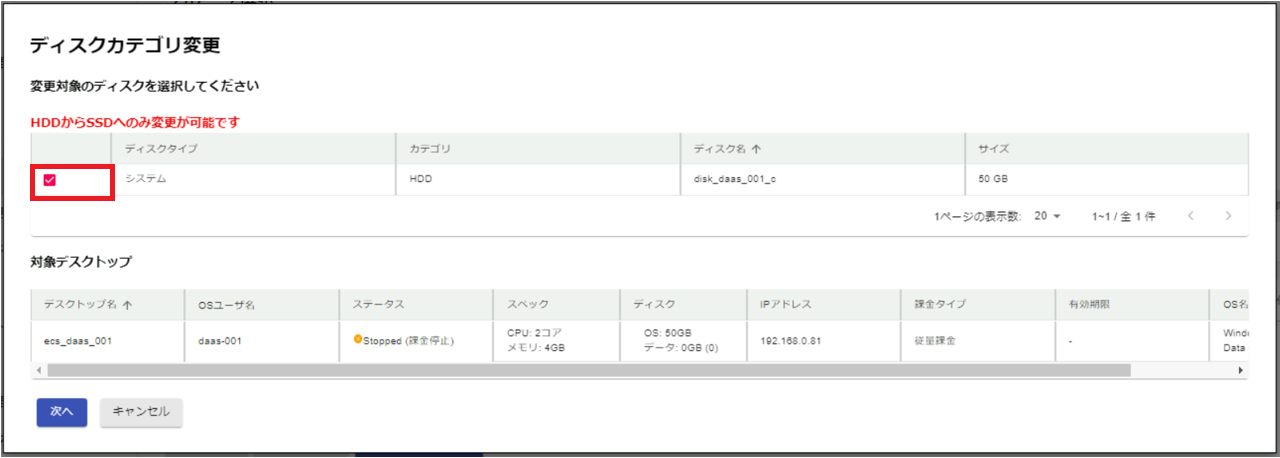 ディスクカテゴリ変更
変更対象のディスクを選択してください
HDDからSSDへのみ変更が可能です
ディスクタイプ カテゴリ ディスク名 ↑ サイズ
システム HDD disk_daas_001_c 50 GB
1ページの表示数: 20 1~1 / 全 1 件
対象デスクトップ
デスクトップ名 ↑ OSユーザ名 ステータス スペック ディスク IPアドレス 課金タイプ 有効期限 OS名
ecs_daas_001 daas-001 Stopped (課金停止) CPU: 2コア OS: 50GB 192.168.0.81 従量課金 - Windo
メモリ: 4GB データ: 0GB (0) Data
次へ キャンセル